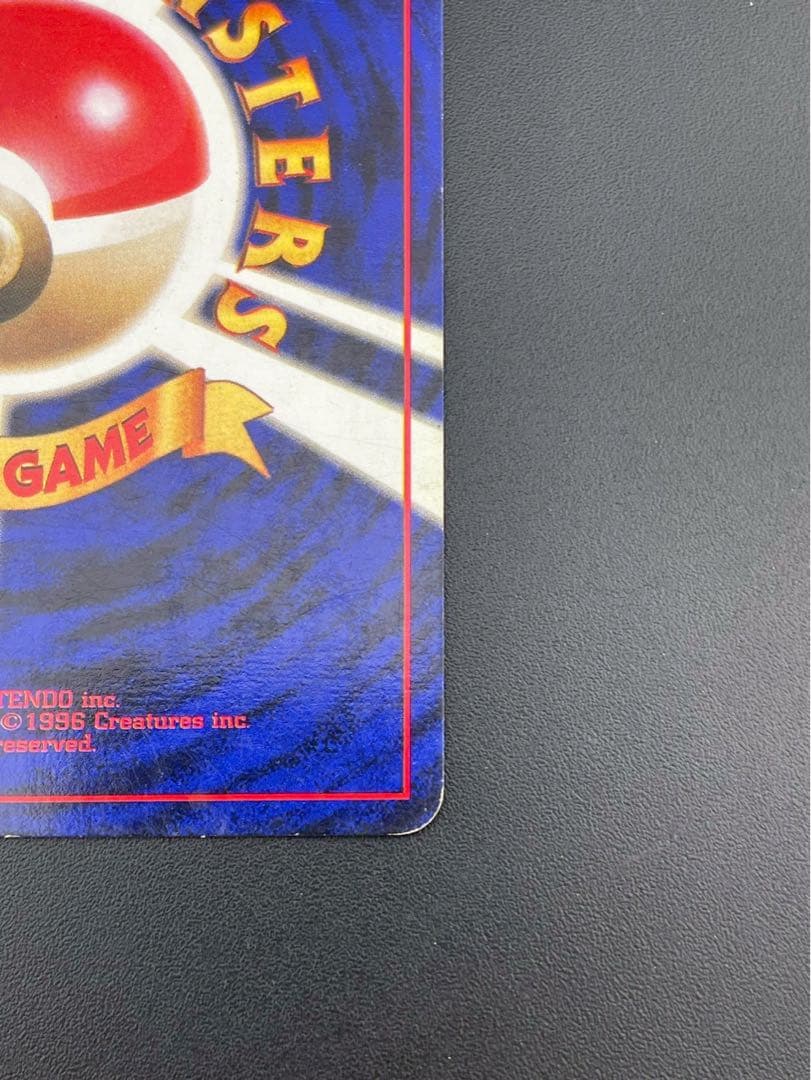 STERS
GAME
TENDO inc.
©1996 Creatures inc.
reserved.